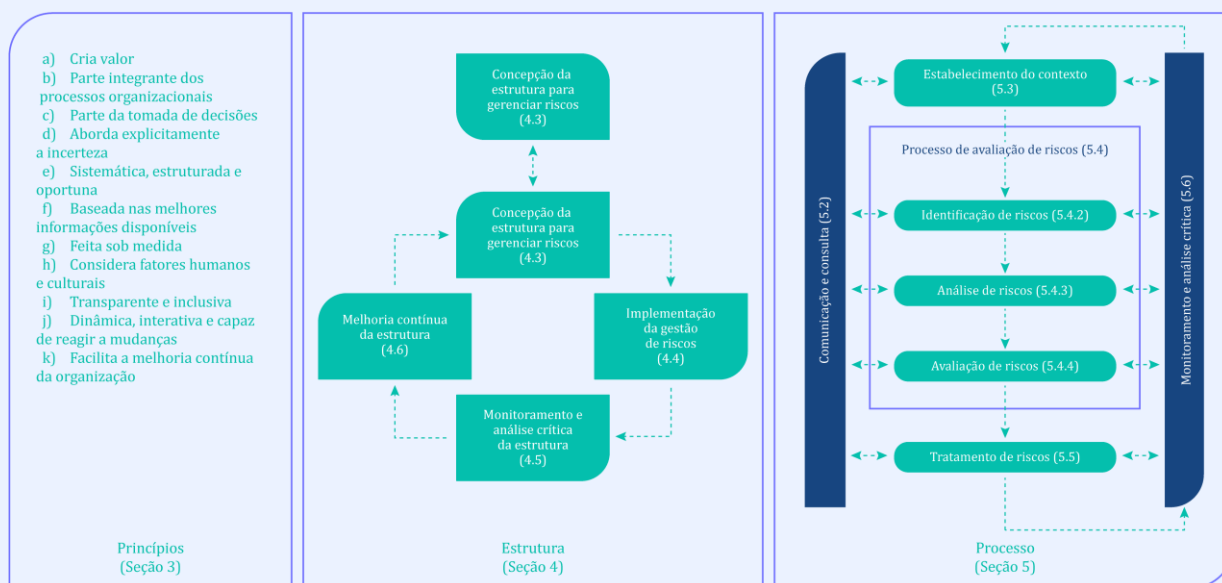 a) Cria valor
b) Parte integrante dos
processos organizacionais
c) Parte da tomada de decisões
d) Aborda explicitamente
a incerteza
e) Sistemática, estruturada e
oportuna
f) Baseada nas melhores
informações disponíveis
g) Feita sob medida
h) Considera fatores humanos
e culturais
i) Transparente e inclusiva
j) Dinâmica, interativa e capaz
de reagir a mudanças
k) Facilita a melhoria contínua
da organização
Princípios
(Seção 3)
Concepção da
estrutura para
gerenciar riscos
(4.3)
Concepção da
estrutura para
gerenciar riscos
(4.3)
Melhoria contínua
da estrutura
(4.6)
Implementação
da gestão
de riscos
(4.4)
Monitoramento e
análise crítica
da estrutura
(4.5)
Estrutura
(Seção 4)
Comunicação e consulta (5.2)
Estabelecimento do contexto
(5.3)
Processo de avaliação de riscos (5.4)
Identificação de riscos (5.4.2)
Análise de riscos (5.4.3)
Avaliação de riscos (5.4.4)
Tratamento de riscos (5.5)
Monitoramento e análise crítica (5.6)
Processo
(Seção 5)